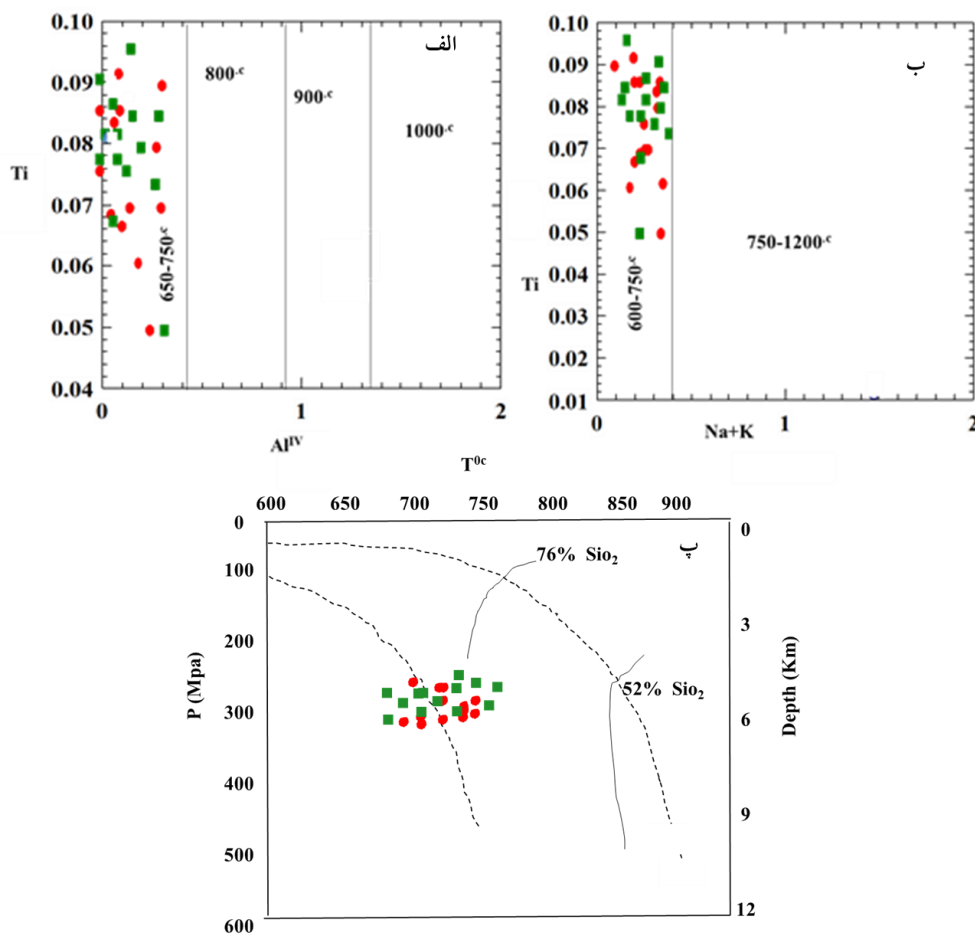 الف
0.10
0.09
0.08
0.07
0.06
0.05
0.04
Ti
800.c
900.c
1000.c
650-750.c
0
1
2
Al^IV
ب
0.10
0.09
0.08
0.07
0.06
0.05
0.04
0.03
0.02
0.01
Ti
600-750.c
750-1200.c
0
1
2
Na+K
T^0c
600 650 700 750 800 850 900
پ
0
100
200
300
400
500
600
P (Mpa)
76% Sio₂
52% Sio₂
0
3
6
9
12
Depth (Km)